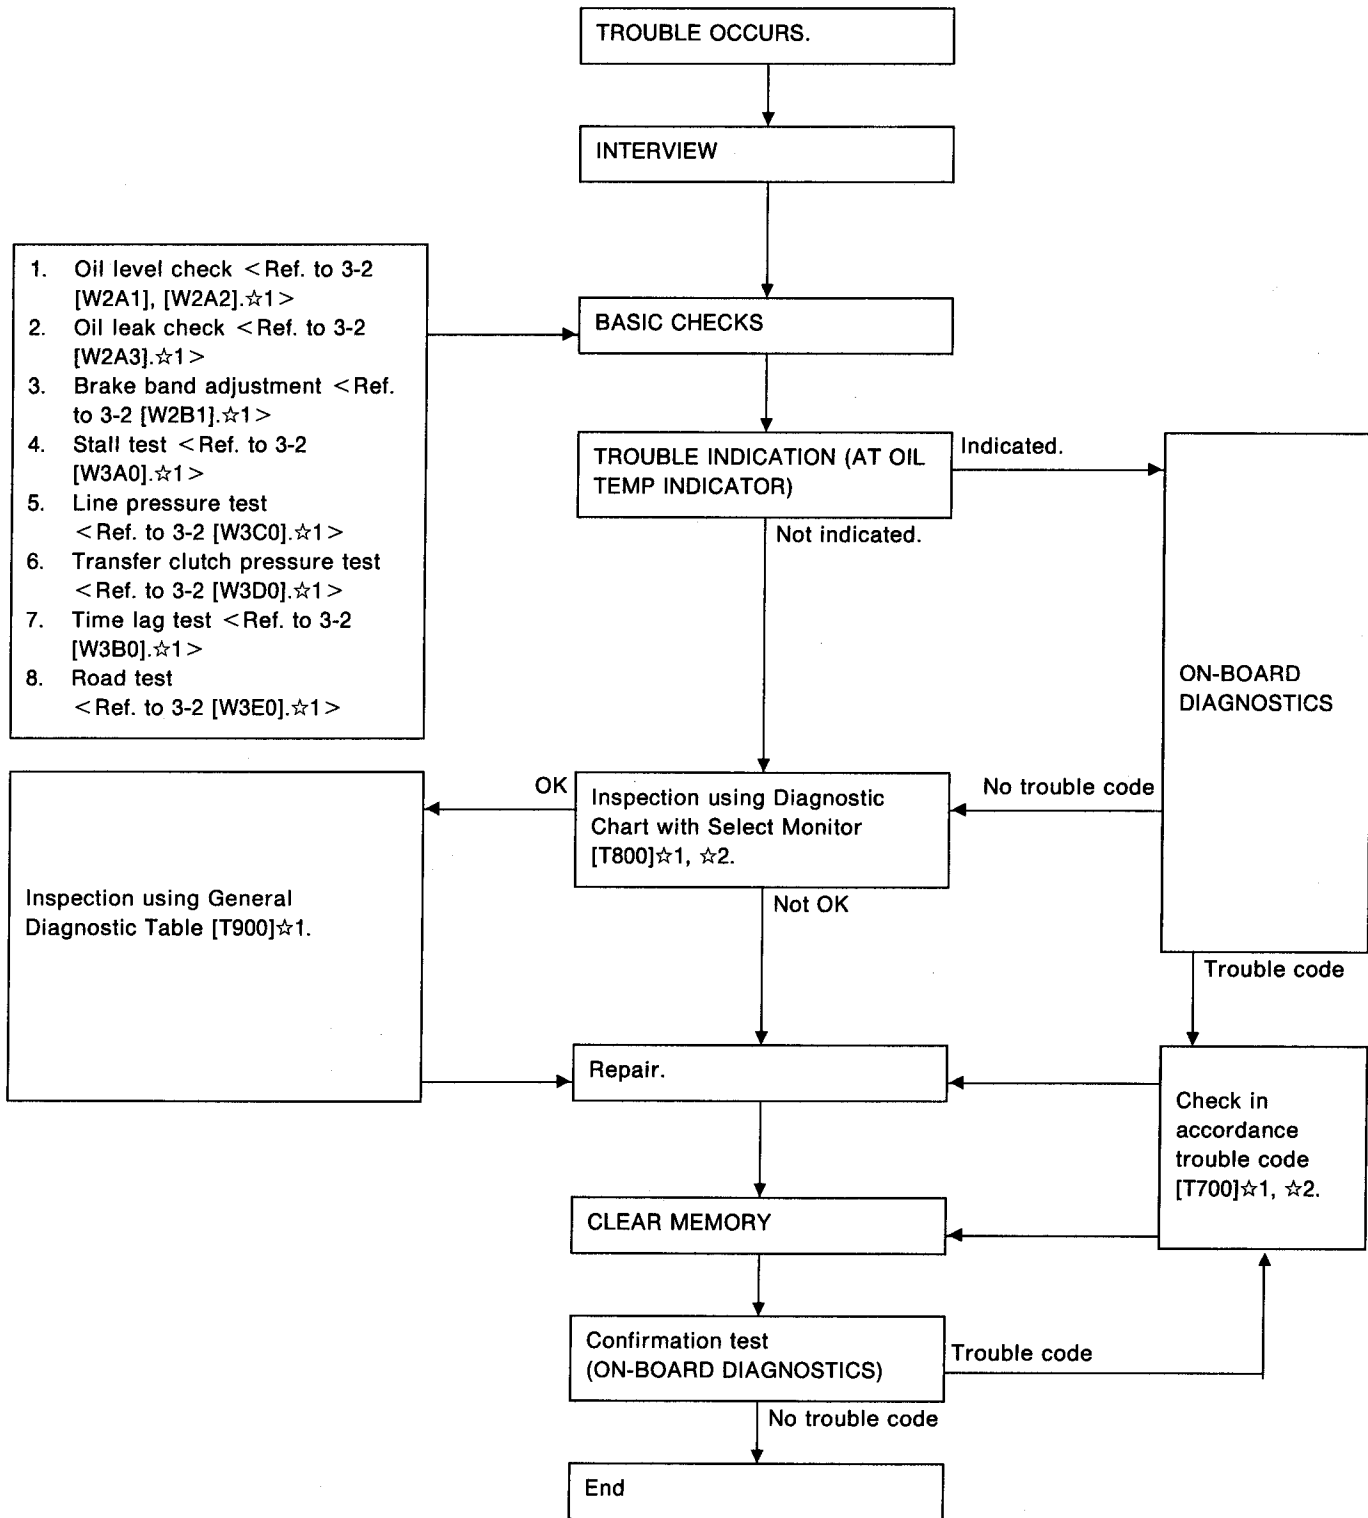 TROUBLE OCCURS.
INTERVIEW
1. Oil level check <Ref. to 3-2
[W2A1], [W2A2].☆1>
2. Oil leak check <Ref. to 3-2
[W2A3].☆1>
3. Brake band adjustment <Ref.
to 3-2 [W2B1].☆1>
4. Stall test <Ref. to 3-2
[W3A0].☆1>
5. Line pressure test
<Ref. to 3-2 [W3C0].☆1>
6. Transfer clutch pressure test
<Ref. to 3-2 [W3D0].☆1>
7. Time lag test <Ref. to 3-2
[W3B0].☆1>
8. Road test
<Ref. to 3-2 [W3E0].☆1>
BASIC CHECKS
TROUBLE INDICATION (AT OIL
TEMP INDICATOR)
Indicated.
Not indicated.
ON-BOARD
DIAGNOSTICS
No trouble code
Inspection using Diagnostic
Chart with Select Monitor
[T800]☆1, ☆2.
OK
Not OK
Inspection using General
Diagnostic Table [T900]☆1.
Trouble code
Repair.
Check in
accordance
trouble code
[T700]☆1, ☆2.
CLEAR MEMORY
Confirmation test
(ON-BOARD DIAGNOSTICS)
Trouble code
No trouble code
End